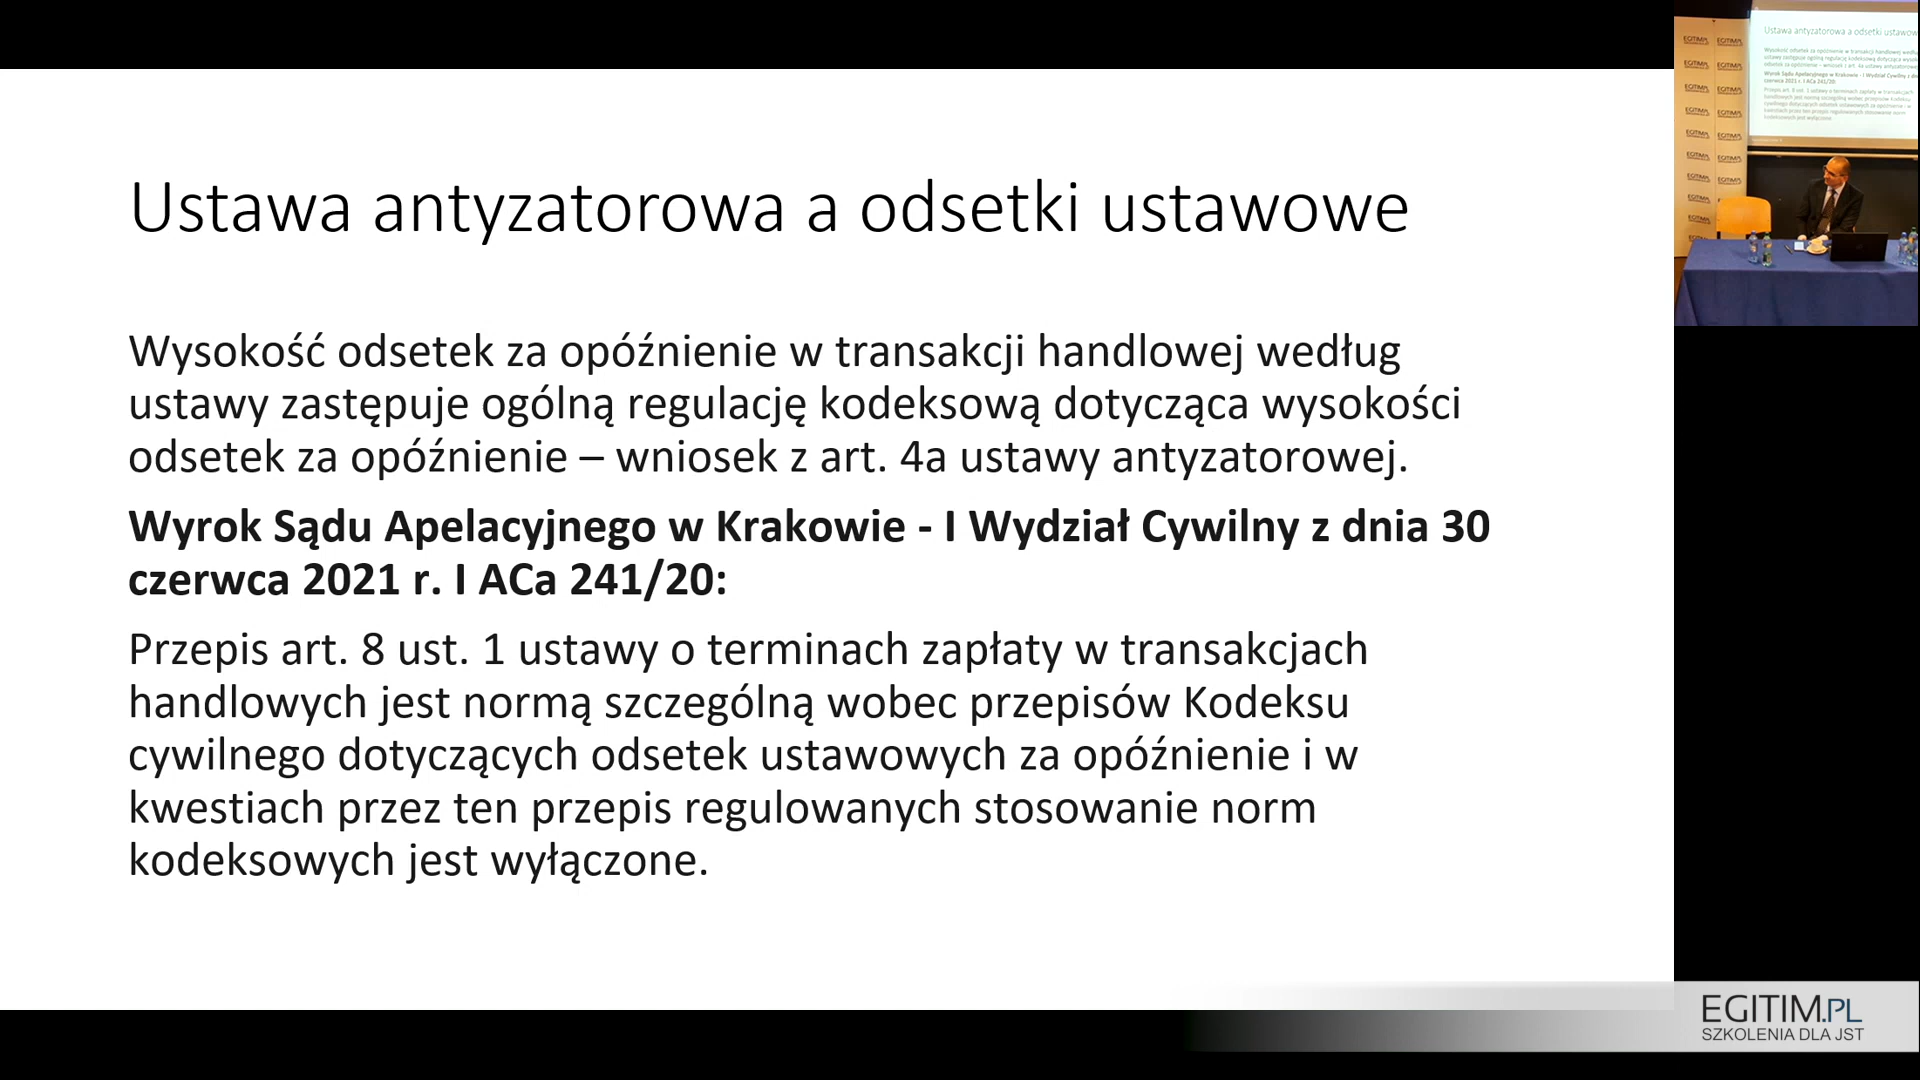 Ustawa antyzatorowa a odsetki ustawowe
Wysokość odsetek za opóźnienie w transakcji handlowej według
ustawy zastępuje ogólną regulację kodeksową dotycząca wysokości
odsetek za opóźnienie – wniosek z art. 4a ustawy antyzatorowej.
Wyrok Sądu Apelacyjnego w Krakowie - I Wydział Cywilny z dnia 30
czerwca 2021 r. I ACa 241/20:
Przepis art. 8 ust. 1 ustawy o terminach zapłaty w transakcjach
handlowych jest normą szczególną wobec przepisów Kodeksu
cywilnego dotyczących odsetek ustawowych za opóźnienie i w
kwestiach przez ten przepis regulowanych stosowanie norm
kodeksowych jest wyłączone.
Ustawa antyzatorowa a odsetki ustawow
EGITIM.PL
SZKOLENIA DLA JST